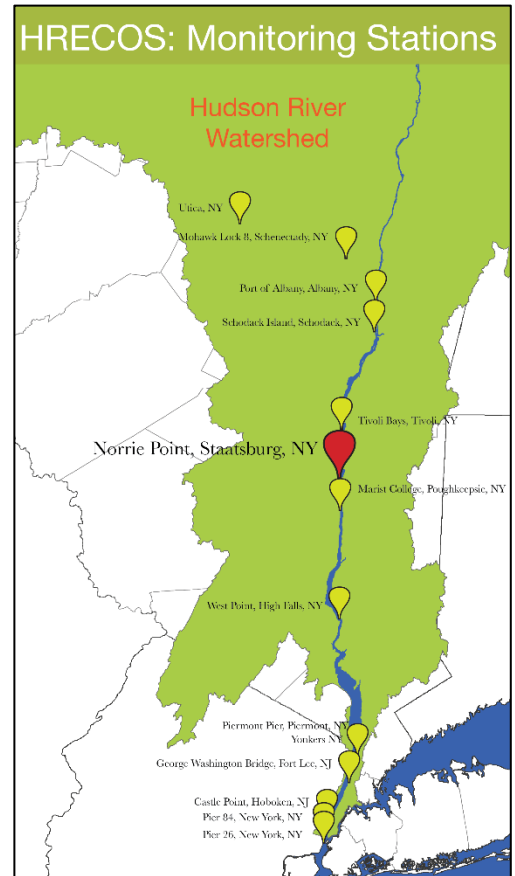 HRECOS: Monitoring Stations
Hudson River
Watershed
Utica, NY
Mohawk Lock 8, Schenectady, NY
Port of Albany, Albany, NY
Schodack Island, Schodack, NY
Tivoli Bays, Tivoli, NY
Norrie Point, Staatsburg, NY
Marist College, Poughkeepsie, NY
West Point, High Falls, NY
Piermont Pier, Piermont, NY
Yonkers NY
George Washington Bridge, Fort Lee, NJ
Castle Point, Hoboken, NJ
Pier 84, New York, NY
Pier 26, New York, NY